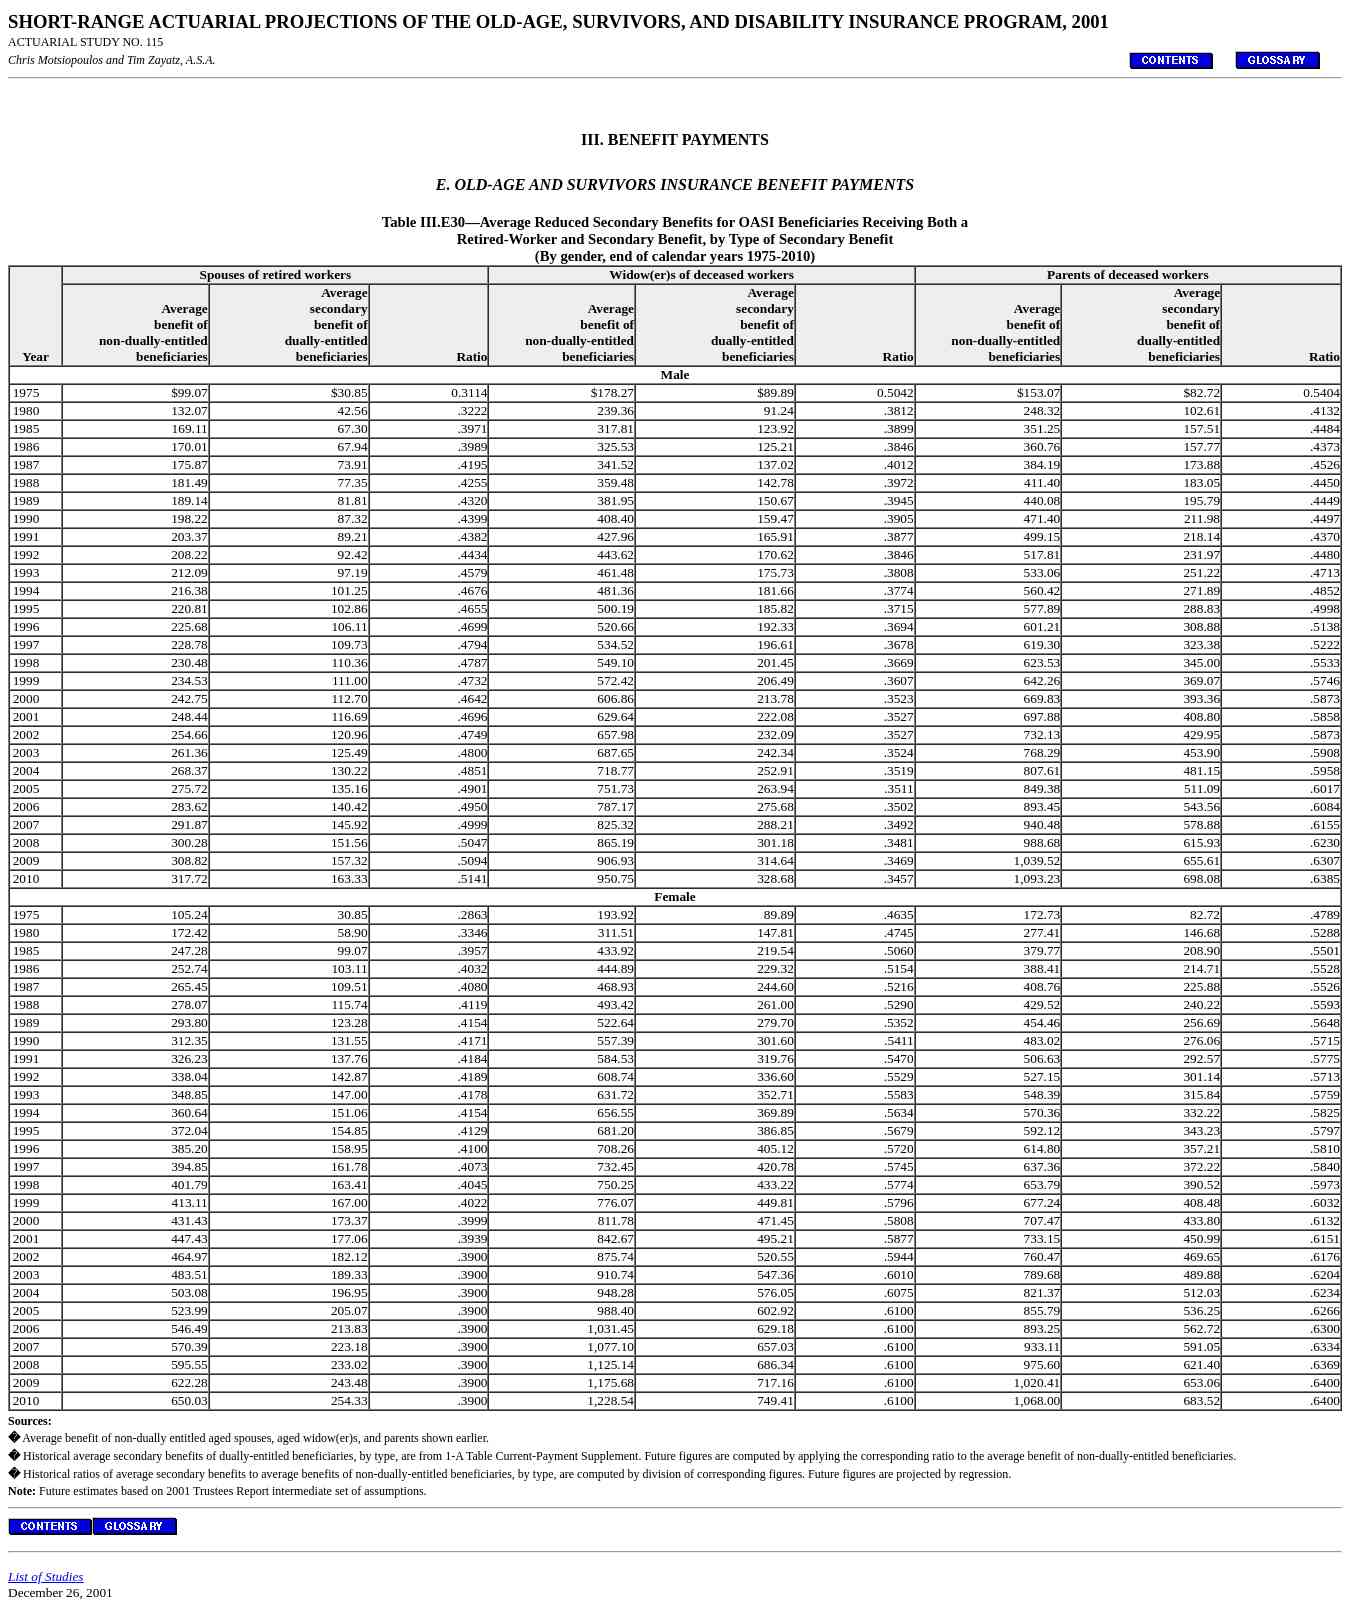 SHORT-RANGE ACTUARIAL PROJECTIONS OF THE OLD-AGE, SURVIVORS, AND DISABILITY INSURANCE PROGRAM, 2001
ACTUARIAL STUDY NO. 115
Chris Motsiopoulos and Tim Zayatz, A.S.A.
CONTENTS GLOSSARY
III. BENEFIT PAYMENTS
E. OLD-AGE AND SURVIVORS INSURANCE BENEFIT PAYMENTS
Table III.E30—Average Reduced Secondary Benefits for OASI Beneficiaries Receiving Both a
Retired-Worker and Secondary Benefit, by Type of Secondary Benefit
(By gender, end of calendar years 1975-2010)
Year Spouses of retired workers Widow(er)s of deceased workers Parents of deceased workers
Average benefit of non-dually-entitled beneficiaries Average secondary benefit of dually-entitled beneficiaries Ratio Average benefit of non-dually-entitled beneficiaries Average secondary benefit of dually-entitled beneficiaries Ratio Average benefit of non-dually-entitled beneficiaries Average secondary benefit of dually-entitled beneficiaries Ratio
Male
1975 $99.07 $30.85 0.3114 $178.27 $89.89 0.5042 $153.07 $82.72 0.5404
1980 132.07 42.56 .3222 239.36 91.24 .3812 248.32 102.61 .4132
1985 169.11 67.30 .3971 317.81 123.92 .3899 351.25 157.51 .4484
1986 170.01 67.94 .3989 325.53 125.21 .3846 360.76 157.77 .4373
1987 175.87 73.91 .4195 341.52 137.02 .4012 384.19 173.88 .4526
1988 181.49 77.35 .4255 359.48 142.78 .3972 411.40 183.05 .4450
1989 189.14 81.81 .4320 381.95 150.67 .3945 440.08 195.79 .4449
1990 198.22 87.32 .4399 408.40 159.47 .3905 471.40 211.98 .4497
1991 203.37 89.21 .4382 427.96 165.91 .3877 499.15 218.14 .4370
1992 208.22 92.42 .4434 443.62 170.62 .3846 517.81 231.97 .4480
1993 212.09 97.19 .4579 461.48 175.73 .3808 533.06 251.22 .4713
1994 216.38 101.25 .4676 481.36 181.66 .3774 560.42 271.89 .4852
1995 220.81 102.86 .4655 500.19 185.82 .3715 577.89 288.83 .4998
1996 225.68 106.11 .4699 520.66 192.33 .3694 601.21 308.88 .5138
1997 228.78 109.73 .4794 534.52 196.61 .3678 619.30 323.38 .5222
1998 230.48 110.36 .4787 549.10 201.45 .3669 623.53 345.00 .5533
1999 234.53 111.00 .4732 572.42 206.49 .3607 642.26 369.07 .5746
2000 242.75 112.70 .4642 606.86 213.78 .3523 669.83 393.36 .5873
2001 248.44 116.69 .4696 629.64 222.08 .3527 697.88 408.80 .5858
2002 254.66 120.96 .4749 657.98 232.09 .3527 732.13 429.95 .5873
2003 261.36 125.49 .4800 687.65 242.34 .3524 768.29 453.90 .5908
2004 268.37 130.22 .4851 718.77 252.91 .3519 807.61 481.15 .5958
2005 275.72 135.16 .4901 751.73 263.94 .3511 849.38 511.09 .6017
2006 283.62 140.42 .4950 787.17 275.68 .3502 893.45 543.56 .6084
2007 291.87 145.92 .4999 825.32 288.21 .3492 940.48 578.88 .6155
2008 300.28 151.56 .5047 865.19 301.18 .3481 988.68 615.93 .6230
2009 308.82 157.32 .5094 906.93 314.64 .3469 1,039.52 655.61 .6307
2010 317.72 163.33 .5141 950.75 328.68 .3457 1,093.23 698.08 .6385
Female
1975 105.24 30.85 .2863 193.92 89.89 .4635 172.73 82.72 .4789
1980 172.42 58.90 .3346 311.51 147.81 .4745 277.41 146.68 .5288
1985 247.28 99.07 .3957 433.92 219.54 .5060 379.77 208.90 .5501
1986 252.74 103.11 .4032 444.89 229.32 .5154 388.41 214.71 .5528
1987 265.45 109.51 .4080 468.93 244.60 .5216 408.76 225.88 .5526
1988 278.07 115.74 .4119 493.42 261.00 .5290 429.52 240.22 .5593
1989 293.80 123.28 .4154 522.64 279.70 .5352 454.46 256.69 .5648
1990 312.35 131.55 .4171 557.39 301.60 .5411 483.02 276.06 .5715
1991 326.23 137.76 .4184 584.53 319.76 .5470 506.63 292.57 .5775
1992 338.04 142.87 .4189 608.74 336.60 .5529 527.15 301.14 .5713
1993 348.85 147.00 .4178 631.72 352.71 .5583 548.39 315.84 .5759
1994 360.64 151.06 .4154 656.55 369.89 .5634 570.36 332.22 .5825
1995 372.04 154.85 .4129 681.20 386.85 .5679 592.12 343.23 .5797
1996 385.20 158.95 .4100 708.26 405.12 .5720 614.80 357.21 .5810
1997 394.85 161.78 .4073 732.45 420.78 .5745 637.36 372.22 .5840
1998 401.79 163.41 .4045 750.25 433.22 .5774 653.79 390.52 .5973
1999 413.11 167.00 .4022 776.07 449.81 .5796 677.24 408.48 .6032
2000 431.43 173.37 .3999 811.78 471.45 .5808 707.47 433.80 .6132
2001 447.43 177.06 .3939 842.67 495.21 .5877 733.15 450.99 .6151
2002 464.97 182.12 .3900 875.74 520.55 .5944 760.47 469.65 .6176
2003 483.51 189.33 .3900 910.74 547.36 .6010 789.68 489.88 .6204
2004 503.08 196.95 .3900 948.28 576.05 .6075 821.37 512.03 .6234
2005 523.99 205.07 .3900 988.40 602.92 .6100 855.79 536.25 .6266
2006 546.49 213.83 .3900 1,031.45 629.18 .6100 893.25 562.72 .6300
2007 570.39 223.18 .3900 1,077.10 657.03 .6100 933.11 591.05 .6334
2008 595.55 233.02 .3900 1,125.14 686.34 .6100 975.60 621.40 .6369
2009 622.28 243.48 .3900 1,175.68 717.16 .6100 1,020.41 653.06 .6400
2010 650.03 254.33 .3900 1,228.54 749.41 .6100 1,068.00 683.52 .6400
Sources:
� Average benefit of non-dually entitled aged spouses, aged widow(er)s, and parents shown earlier.
� Historical average secondary benefits of dually-entitled beneficiaries, by type, are from 1-A Table Current-Payment Supplement. Future figures are computed by applying the corresponding ratio to the average benefit of non-dually-entitled beneficiaries.
� Historical ratios of average secondary benefits to average benefits of non-dually-entitled beneficiaries, by type, are computed by division of corresponding figures. Future figures are projected by regression.
Note: Future estimates based on 2001 Trustees Report intermediate set of assumptions.
CONTENTS GLOSSARY
List of Studies
December 26, 2001